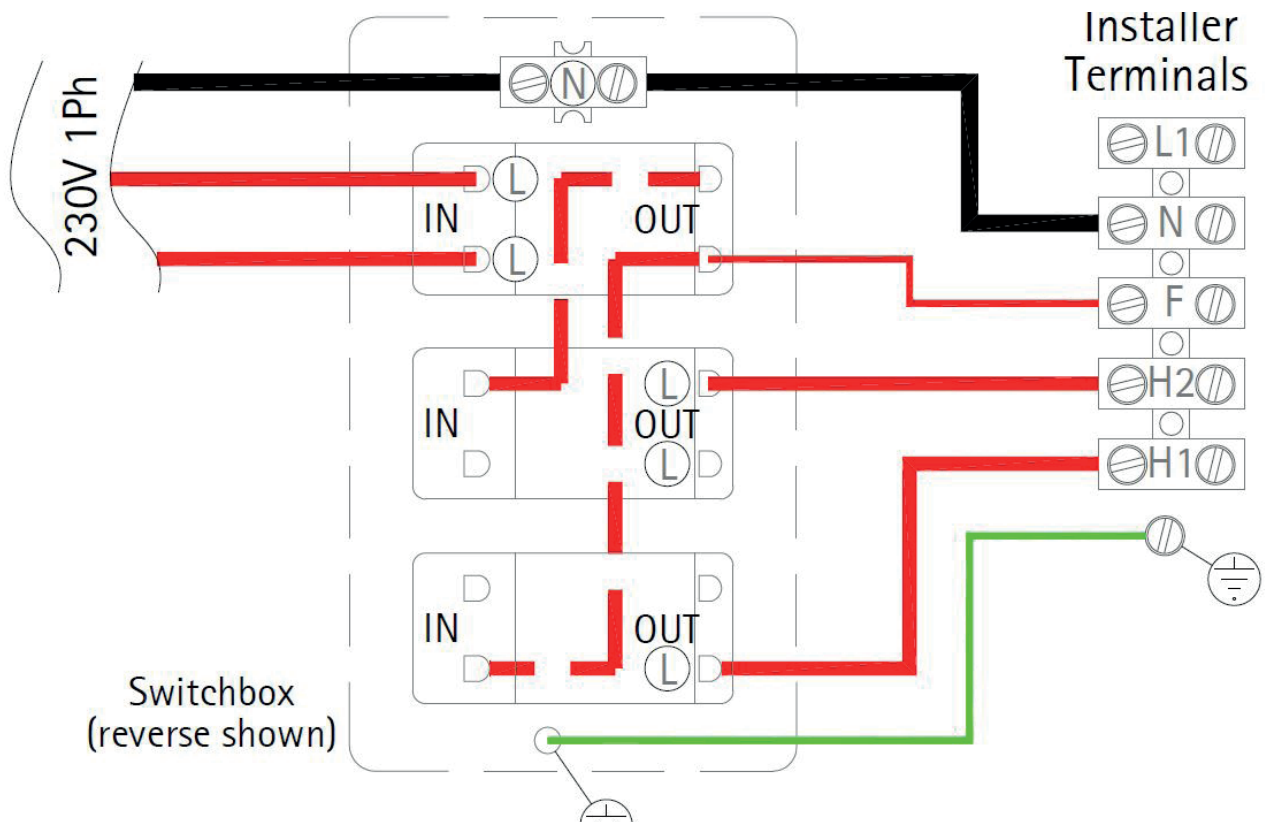 Installer
Terminals
230V 1Ph
N
L1
L
IN
OUT
L
N
F
IN
L
OUT
L
H2
H1
IN
OUT
L
Switchbox
(reverse shown)